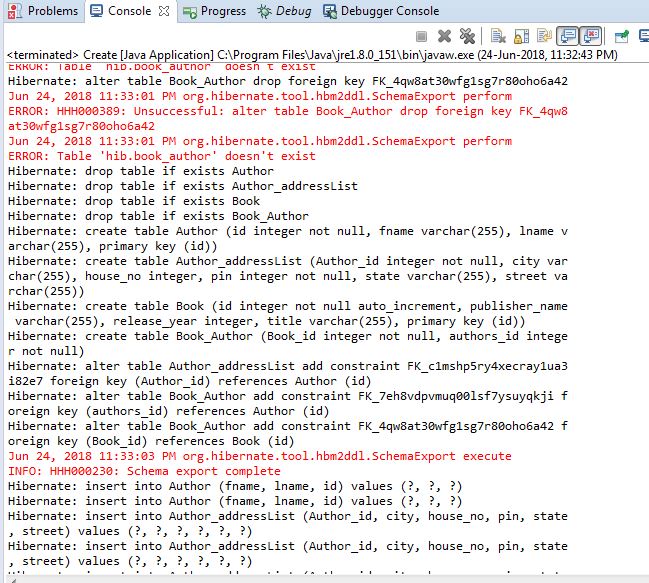 Problems Console Progress Debug Debugger Console
<terminated> Create [Java Application] C:\Program Files\Java\jre1.8.0_151\bin\javaw.exe (24-Jun-2018, 11:32:43 PM)
ERROR: Table 'hib.book_author' doesn't exist
Hibernate: alter table Book_Author drop foreign key FK_4qw8at30wfg1sg7r80oho6a42
Jun 24, 2018 11:33:01 PM org.hibernate.tool.hbm2ddl.SchemaExport perform
ERROR: HHH000389: Unsuccessful: alter table Book_Author drop foreign key FK_4qw8
at30wfg1sg7r80oho6a42
Jun 24, 2018 11:33:01 PM org.hibernate.tool.hbm2ddl.SchemaExport perform
ERROR: Table 'hib.book_author' doesn't exist
Hibernate: drop table if exists Author
Hibernate: drop table if exists Author_addressList
Hibernate: drop table if exists Book
Hibernate: drop table if exists Book_Author
Hibernate: create table Author (id integer not null, fname varchar(255), lname v
archar(255), primary key (id))
Hibernate: create table Author_addressList (Author_id integer not null, city var
char(255), house_no integer, pin integer not null, state varchar(255), street va
rchar(255))
Hibernate: create table Book (id integer not null auto_increment, publisher_name
varchar(255), release_year integer, title varchar(255), primary key (id))
Hibernate: create table Book_Author (Book_id integer not null, authors_id intege
r not null)
Hibernate: alter table Author_addressList add constraint FK_c1mshp5ry4xecray1ua3
i82e7 foreign key (Author_id) references Author (id)
Hibernate: alter table Book_Author add constraint FK_7eh8vdpvmuq00lsf7ysuyqkji f
oreign key (authors_id) references Author (id)
Hibernate: alter table Book_Author add constraint FK_4qw8at30wfg1sg7r80oho6a42 f
oreign key (Book_id) references Book (id)
Jun 24, 2018 11:33:03 PM org.hibernate.tool.hbm2ddl.SchemaExport execute
INFO: HHH000230: Schema export complete
Hibernate: insert into Author (fname, lname, id) values (?, ?, ?)
Hibernate: insert into Author (fname, lname, id) values (?, ?, ?)
Hibernate: insert into Author_addressList (Author_id, city, house_no, pin, state
, street) values (?, ?, ?, ?, ?, ?)
Hibernate: insert into Author_addressList (Author_id, city, house_no, pin, state
, street) values (?, ?, ?, ?, ?, ?)